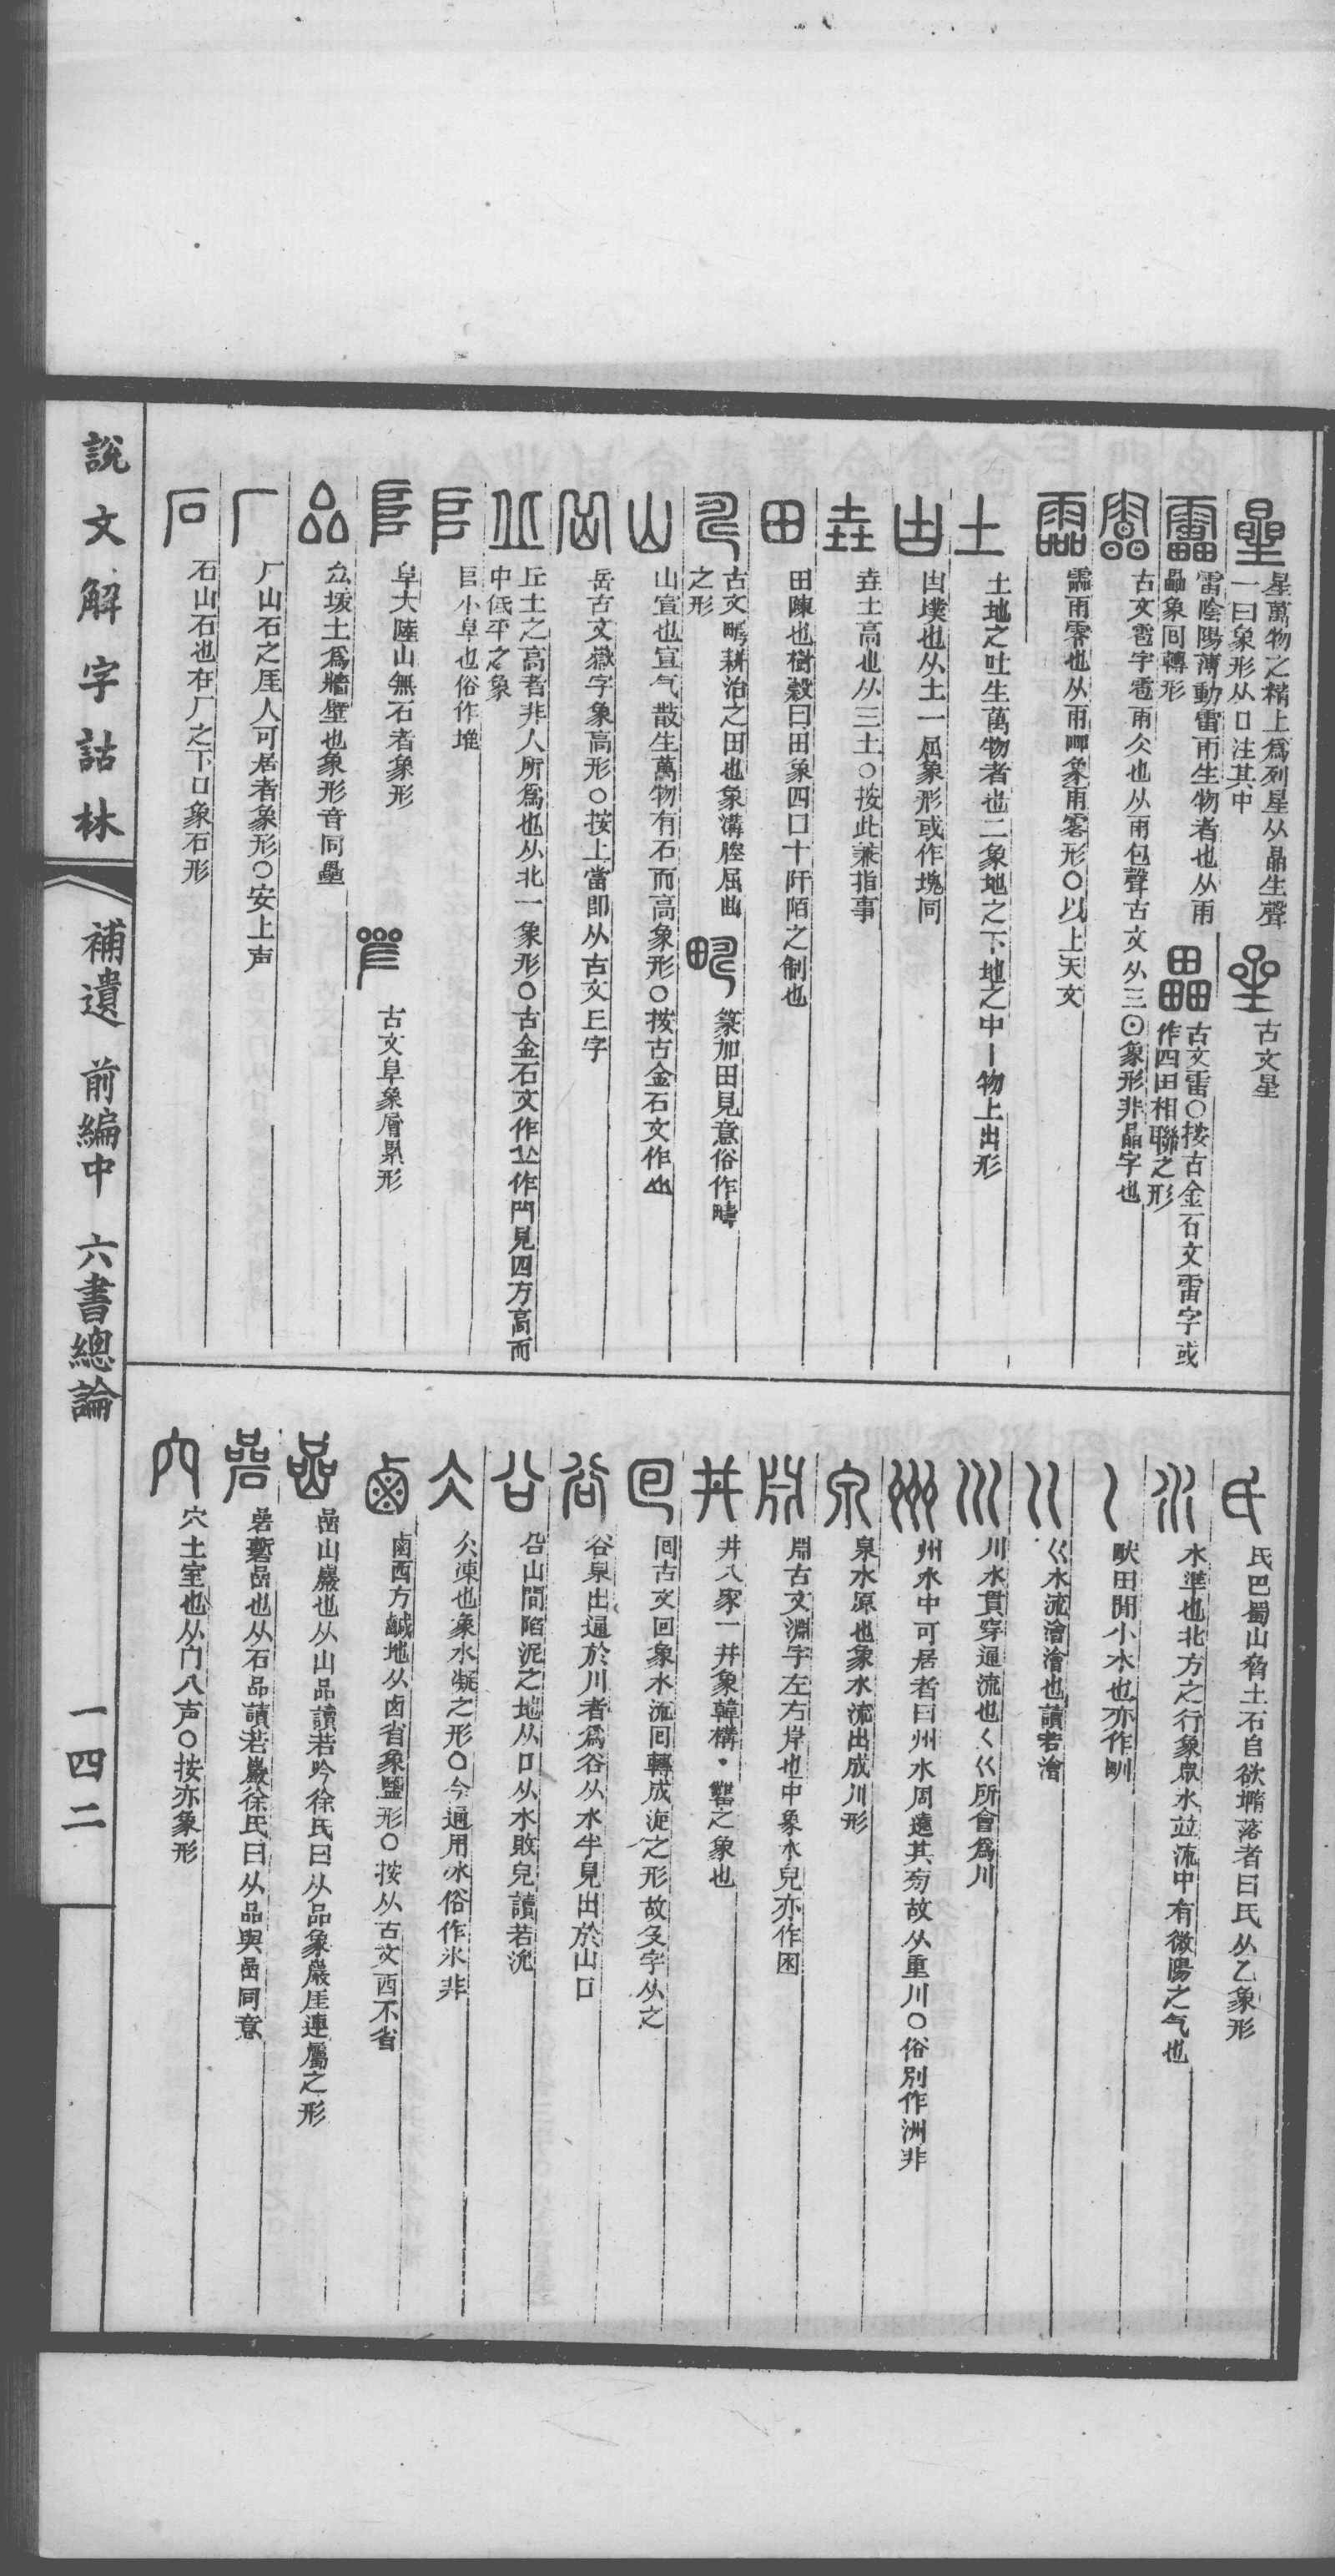 星萬物之精上爲列星从晶生聲
一曰象形从口注其中
古文星
雷陰陽薄動雷雨生物者也从雨
畾象回轉形
古文雷○按古金石文雷字或
作四田相聯之形
古文雹字雹雨仌也从雨包聲古文从三⊙象形非晶字也
霝雨零也从雨𠱠象雨零形○以上天文
土地之吐生萬物者也二象地之下地之中丨物上出形
凷墣也从土一屈象形或作塊同
垚土高也从三土○按此兼指事
田陳也樹穀曰田象四口十阡陌之制也
古文疇耕治之田也象溝塍屈曲
之形
篆加田見意俗作疇
山宣也宣气散生萬物有石而高象形○按古金石文作
岳古文嶽字象高形○按上當即从古文丘字
丘土之高者非人所爲也从北一象形○古金石文作 作 見四方高而
中低平之象
𠂤小𨸏也俗作堆
𨸏大陸山無石者象形
古文𨸏象層累形
厽坺土爲牆壁也象形音同壘
厂山石之厓人可居者象形○安上声
石山石也在厂之下口象石形
氏巴蜀山脅土石自欲墮落者曰氏从乁象形
水準也北方之行象眾水竝流中有微陽之气也
畎田閒小水也亦作甽
巜水流澮澮也讀若澮
川水貫穿通流也𡿨巜所會爲川
州水中可居者曰州水周遶其旁故从重川○俗別作洲非
泉水原也象水流出成川形
𣶒古文淵字左右岸也中象水皃亦作囦
丼八家一井象韓構·罋之象也
囘古文回象水流回轉成漩之形故𠬛字从之
谷泉出通於川者爲谷从水半見出於山口
㕣山間陷泥之地从口从水敗皃讀若沇
仌凍也象水凝之形○今通用冰俗作氷非
鹵西方鹹地从㢴省象鹽形○按从古文西不省
嵒山巖也从山品讀若吟徐氏曰从品象巖厓連屬之形
碞磛嵒也从石品讀若巖徐氏曰从品與嵒同意
穴土室也从宀八声○按亦象形
說文解字詁林
補遺 前編中 六書總論
一四二